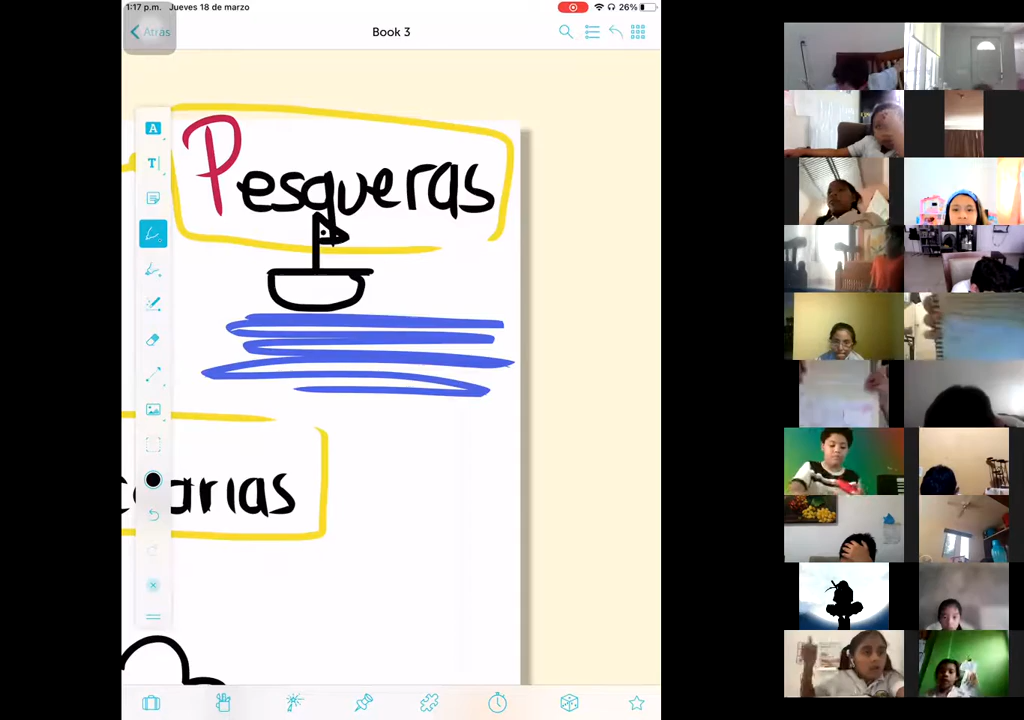 1:17 p.m. Jueves 18 de marzo
26%
Atrás
Book 3
A
T
Pesqueras
arias